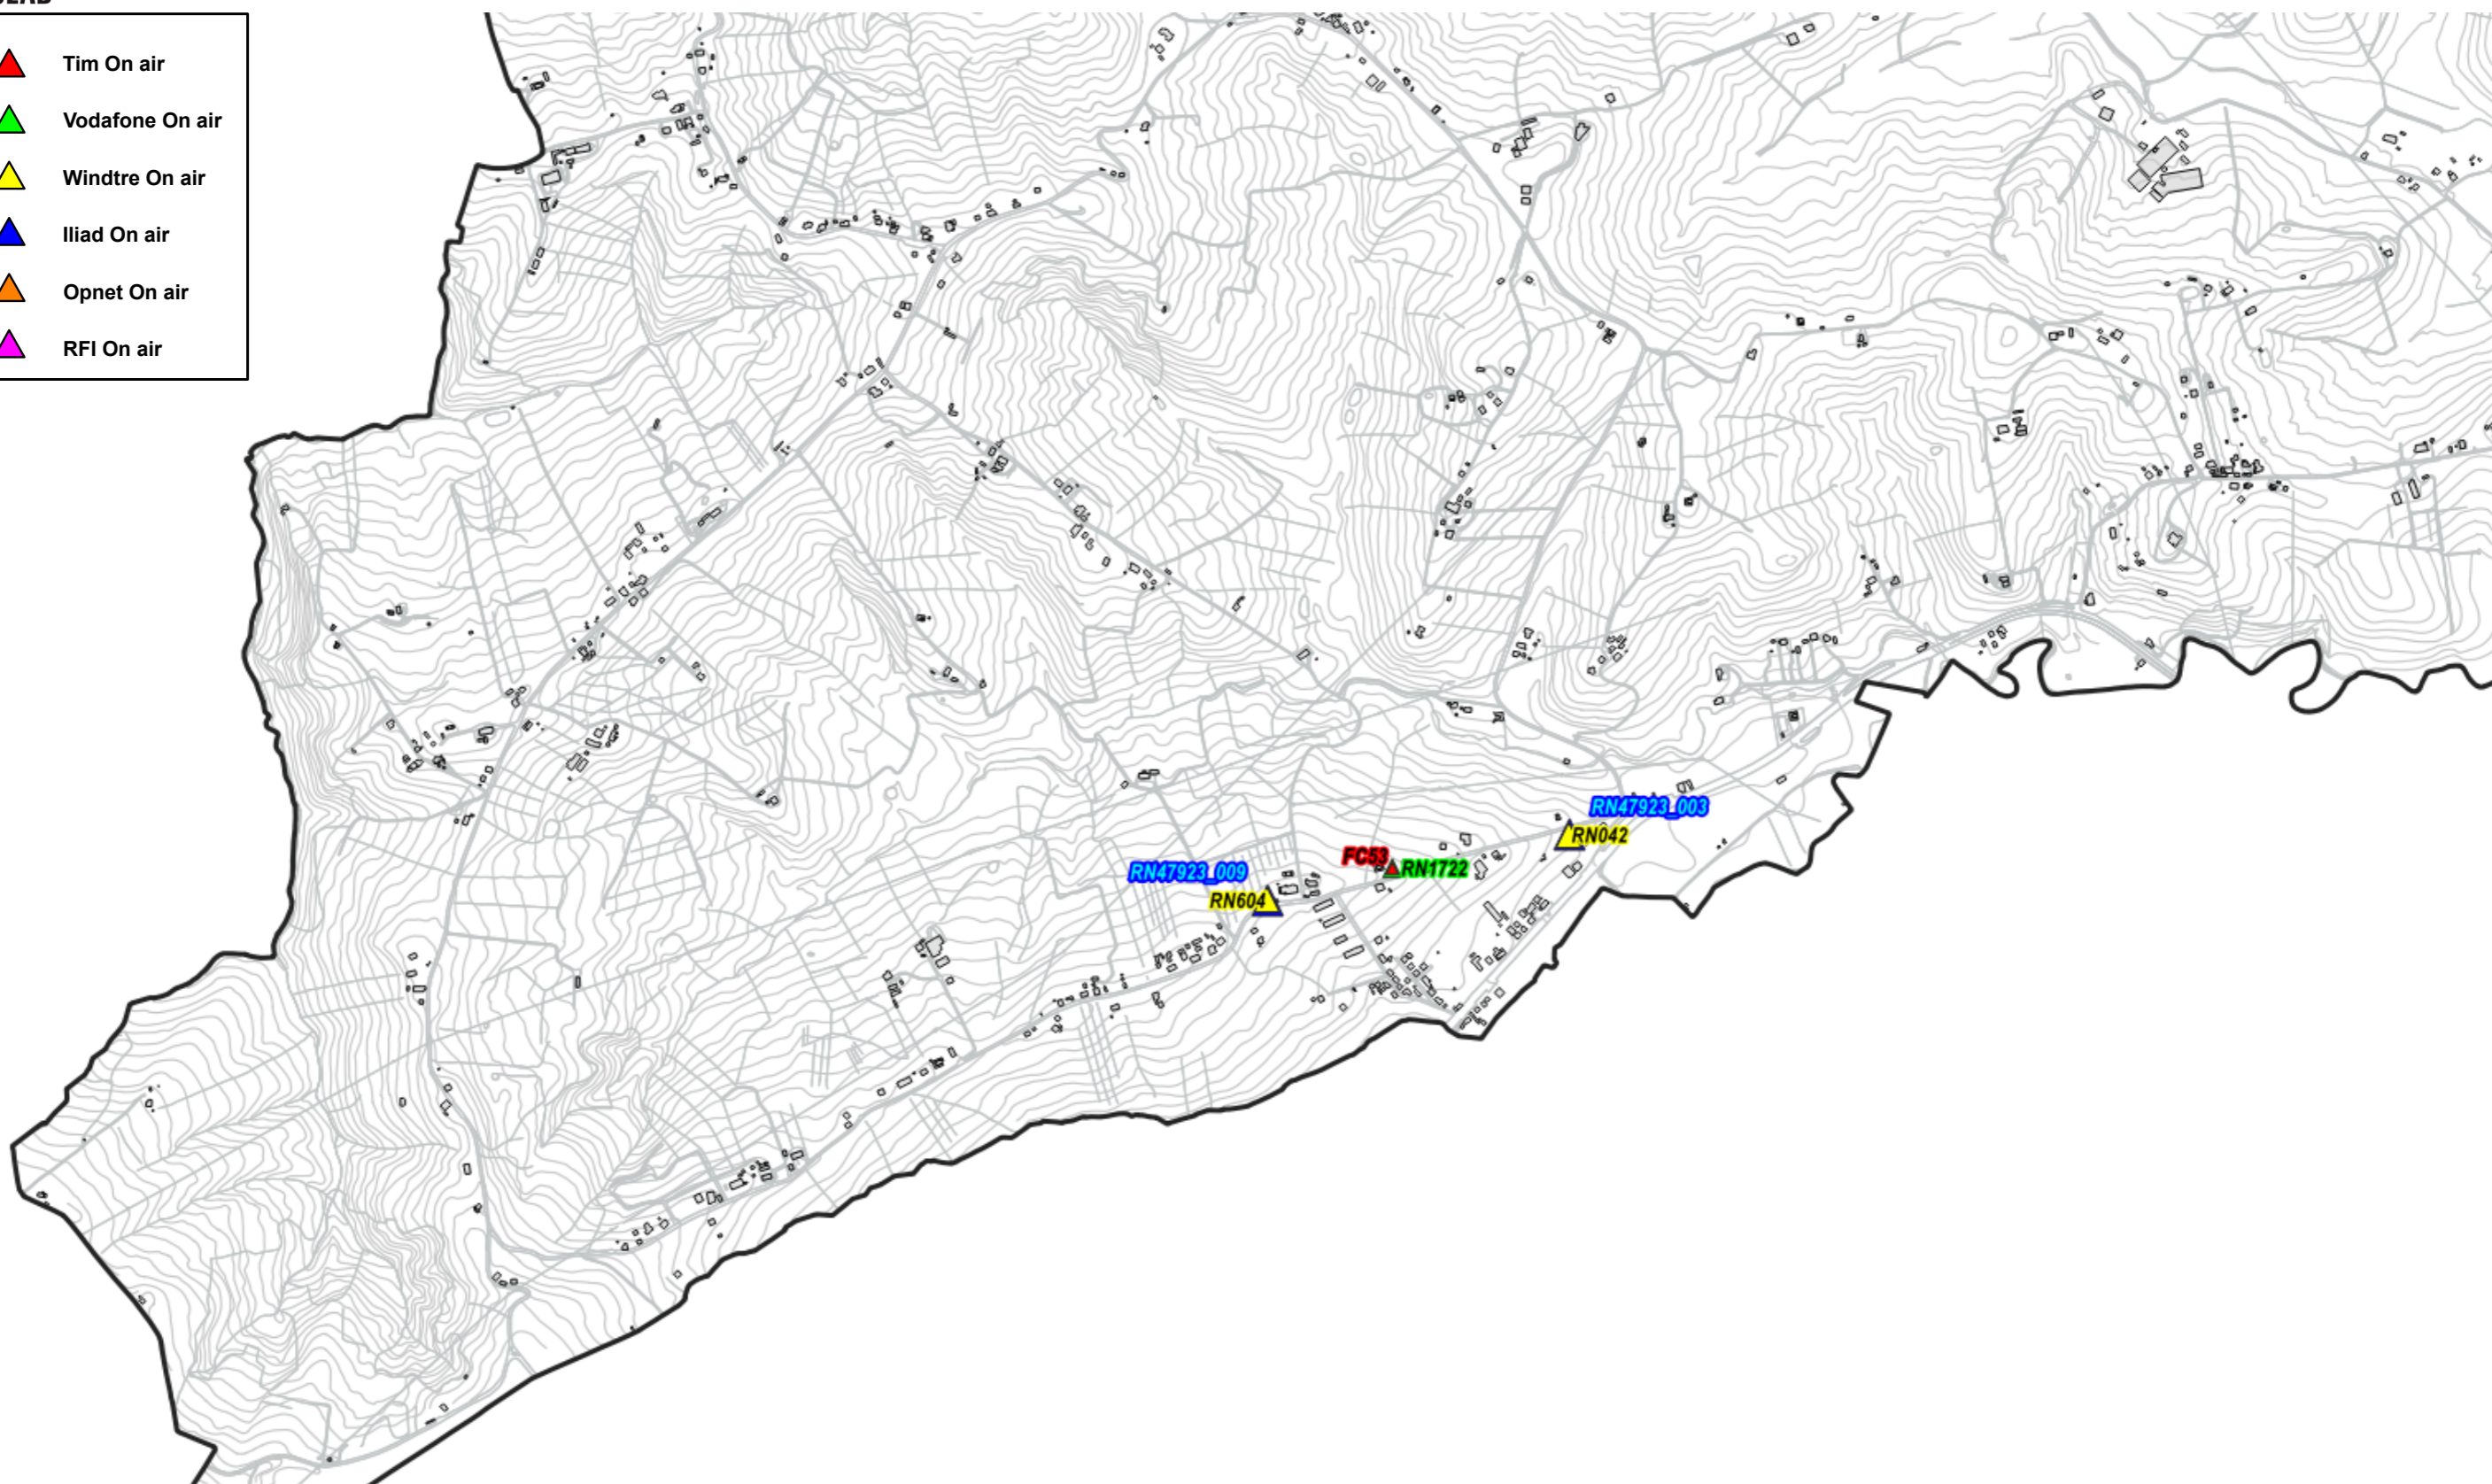 Tim On air
Vodafone On air
Windtre On air
Iliad On air
Opnet On air
RFI On air
RN47923_003
RN042
FC53
RN1722
RN47923_009
RN604